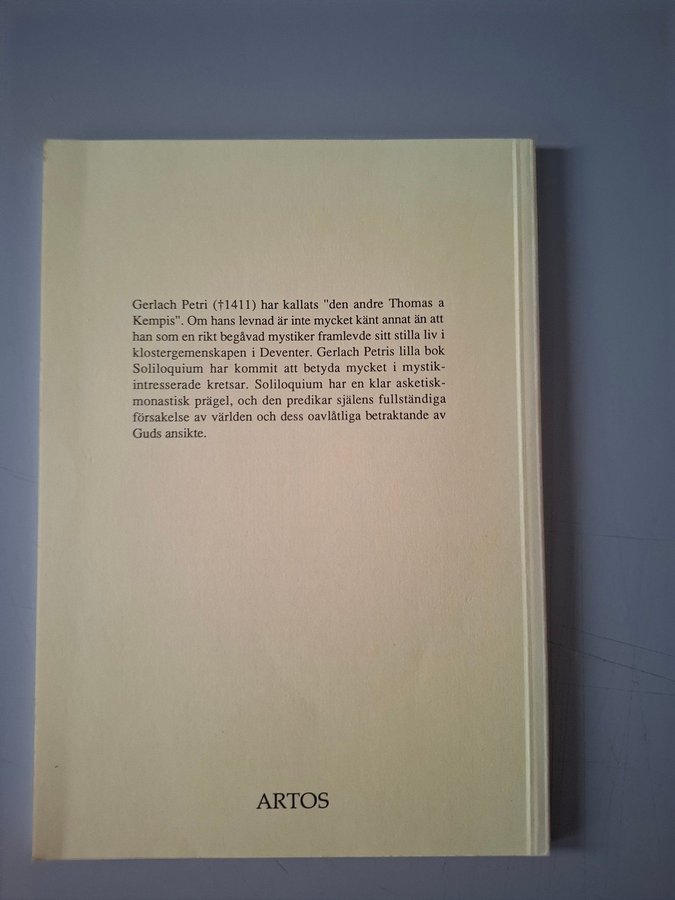 Gerlach Petri (†1411) har kallats "den andre Thomas a
Kempis". Om hans levnad är inte mycket känt annat än att
han som en rikt begåvad mystiker framlevde sitt stilla liv i
klostergemenskapen i Deventer. Gerlach Petris lilla bok
Soliloquium har kommit att betyda mycket i mystik-
intresserade kretsar. Soliloquium har en klar asketisk-
monastisk prägel, och den predikar själens fullständiga
försakelse av världen och dess oavlåtliga betraktande av
Guds ansikte.
ARTOS